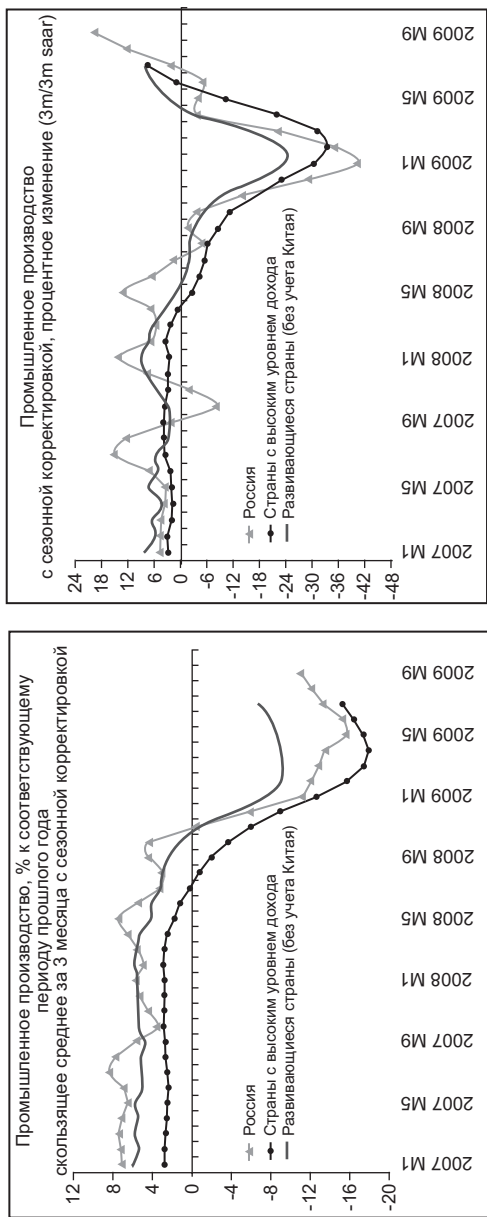 Промышленное производство, % к соответствующему
периоду прошлого года
скользящее среднее за 3 месяца с сезонной корректировкой
12
8
4
0
-4
-8
-12
-16
-20
Россия
Страны с высоким уровнем дохода
Развивающиеся страны (без учета Китая)
2007 M1
2007 M5
2007 M9
2008 M1
2008 M5
2008 M9
2009 M1
2009 M5
2009 M9
Промышленное производство
с сезонной корректировкой, процентное изменение (3m/3m saar)
24
18
12
6
0
-6
-12
-18
-24
-30
-36
-42
-48
Россия
Страны с высоким уровнем дохода
Развивающиеся страны (без учета Китая)
2007 M1
2007 M5
2007 M9
2008 M1
2008 M5
2008 M9
2009 M1
2009 M5
2009 M9